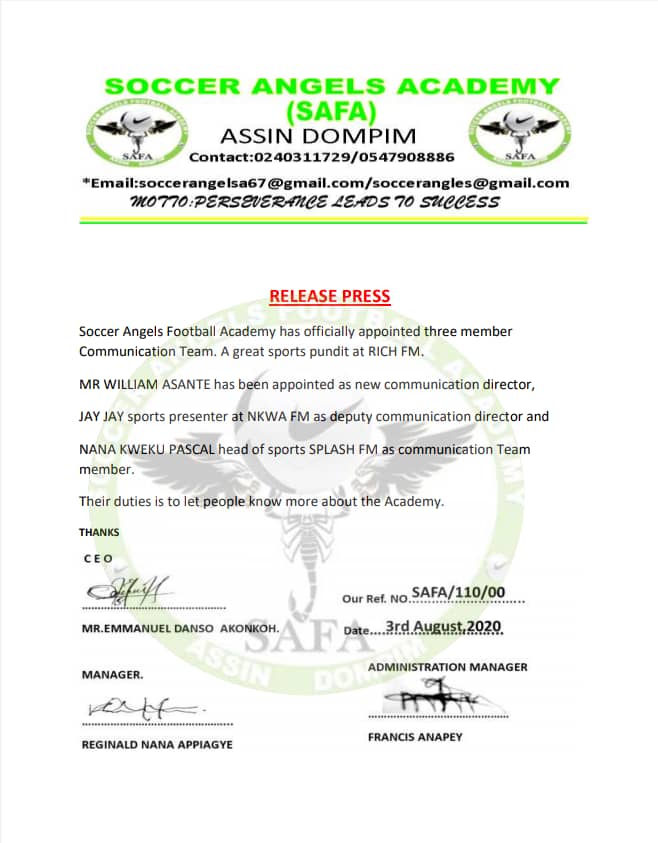 SOCCER ANGELS ACADEMY
(SAFA)
ASSIN DOMPIM
Contact:0240311729/0547908886
SAFA
SAFA
*Email:soccerangelsa67@gmail.com/soccerangles@gmail.com
MOTTO:PERSEVERANCE LEADS TO SUCCESS
RELEASE PRESS
Soccer Angels Football Academy has officially appointed three member
Communication Team. A great sports pundit at RICH FM.
MR WILLIAM ASANTE has been appointed as new communication director,
JAY JAY sports presenter at NKWA FM as deputy communication director and
NANA KWEKU PASCAL head of sports SPLASH FM as communication Team
member.
Their duties is to let people know more about the Academy.
THANKS
CEO
Our Ref. NO.SAFA/110/00
MR.EMMANUEL DANSO AKONKOH.
Date....3rd August,2020
SAFA
ASSIN DOMPIM
MANAGER.
ADMINISTRATION MANAGER
REGINALD NANA APPIAGYE
FRANCIS ANAPEY